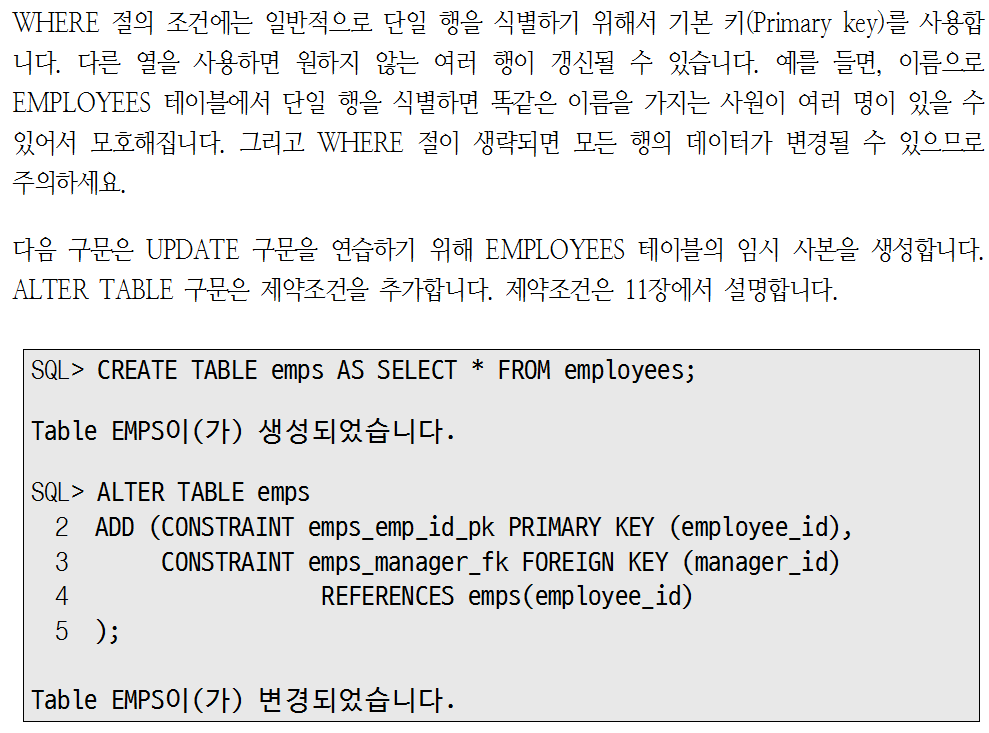 WHERE 절의 조건에는 일반적으로 단일 행을 식별하기 위해서 기본 키(Primary key)를 사용합
니다. 다른 열을 사용하면 원하지 않는 여러 행이 갱신될 수 있습니다. 예를 들면, 이름으로
EMPLOYEES 테이블에서 단일 행을 식별하면 똑같은 이름을 가지는 사원이 여러 명이 있을 수
있어서 모호해집니다. 그리고 WHERE 절이 생략되면 모든 행의 데이터가 변경될 수 있으므로
주의하세요.
다음 구문은 UPDATE 구문을 연습하기 위해 EMPLOYEES 테이블의 임시 사본을 생성합니다.
ALTER TABLE 구문은 제약조건을 추가합니다. 제약조건은 11장에서 설명합니다.
SQL> CREATE TABLE emps AS SELECT * FROM employees;
Table EMPS이(가) 생성되었습니다.
SQL> ALTER TABLE emps
2 ADD (CONSTRAINT emps_emp_id_pk PRIMARY KEY (employee_id),
3 CONSTRAINT emps_manager_fk FOREIGN KEY (manager_id)
4 REFERENCES emps(employee_id)
5 );
Table EMPS이(가) 변경되었습니다.